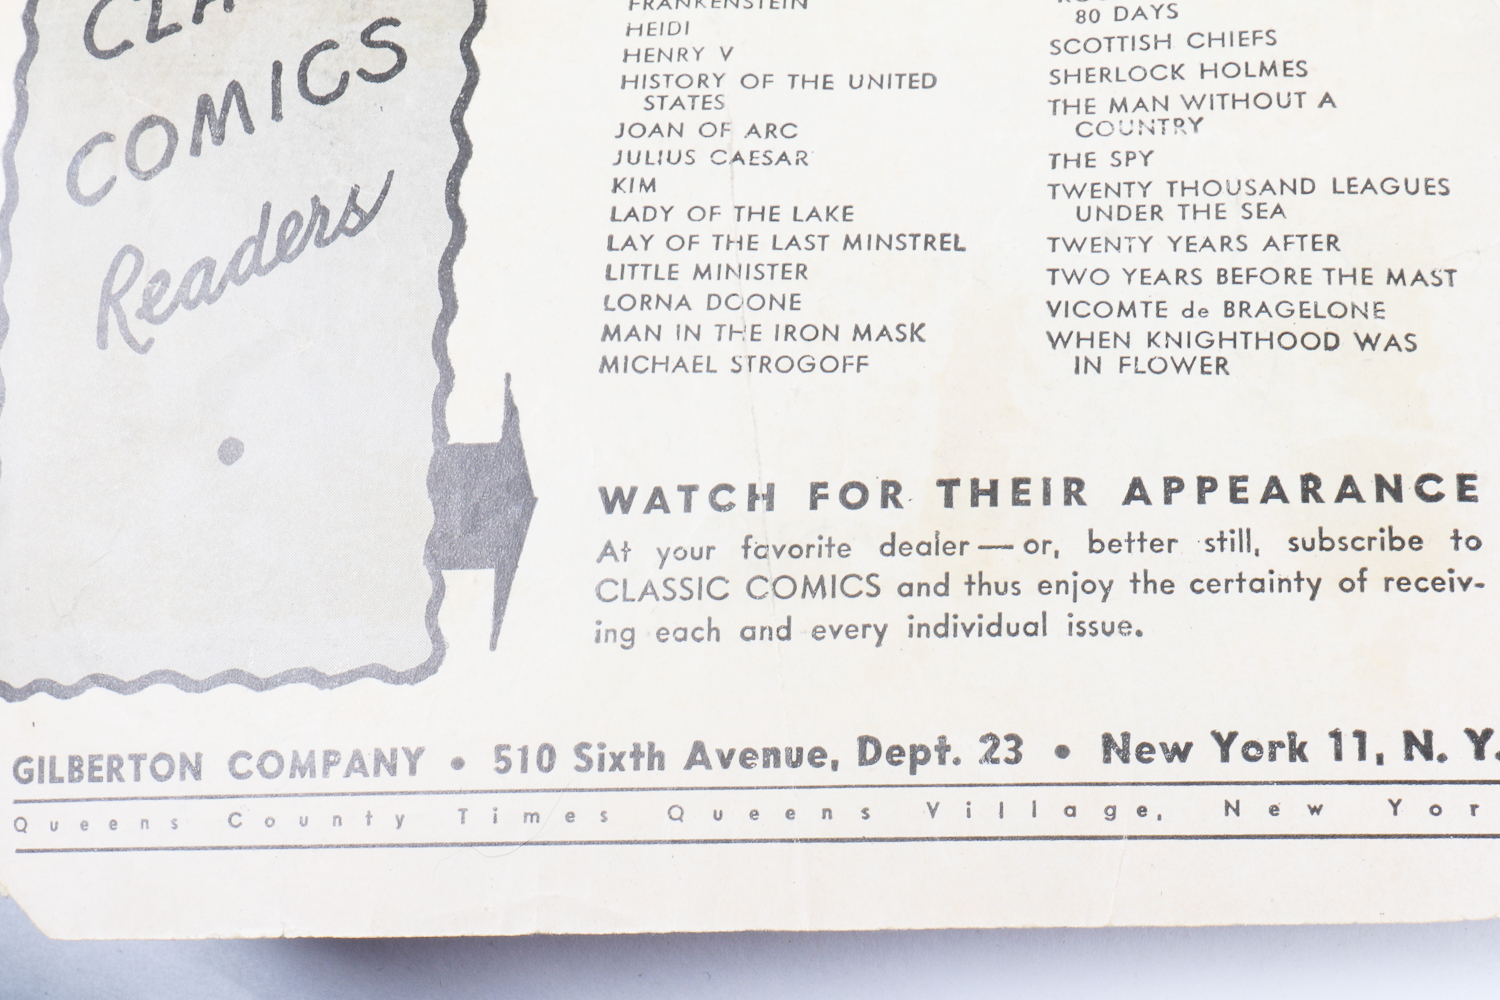 COMICS
Readers
FRANKENSTEIN
HEIDI
HENRY V
HISTORY OF THE UNITED
STATES
JOAN OF ARC
JULIUS CAESAR
KIM
LADY OF THE LAKE
LAY OF THE LAST MINSTREL
LITTLE MINISTER
LORNA DOONE
MAN IN THE IRON MASK
MICHAEL STROGOFF
80 DAYS
SCOTTISH CHIEFS
SHERLOCK HOLMES
THE MAN WITHOUT A
COUNTRY
THE SPY
TWENTY THOUSAND LEAGUES
UNDER THE SEA
TWENTY YEARS AFTER
TWO YEARS BEFORE THE MAST
VICOMTE de BRAGELONE
WHEN KNIGHTHOOD WAS
IN FLOWER
WATCH FOR THEIR APPEARANCE
At your favorite dealer — or, better still, subscribe to
CLASSIC COMICS and thus enjoy the certainty of receiv-
ing each and every individual issue.
GILBERTON COMPANY • 510 Sixth Avenue, Dept. 23 • New York 11, N. Y.
Queens County Times Queens Village, New Yor